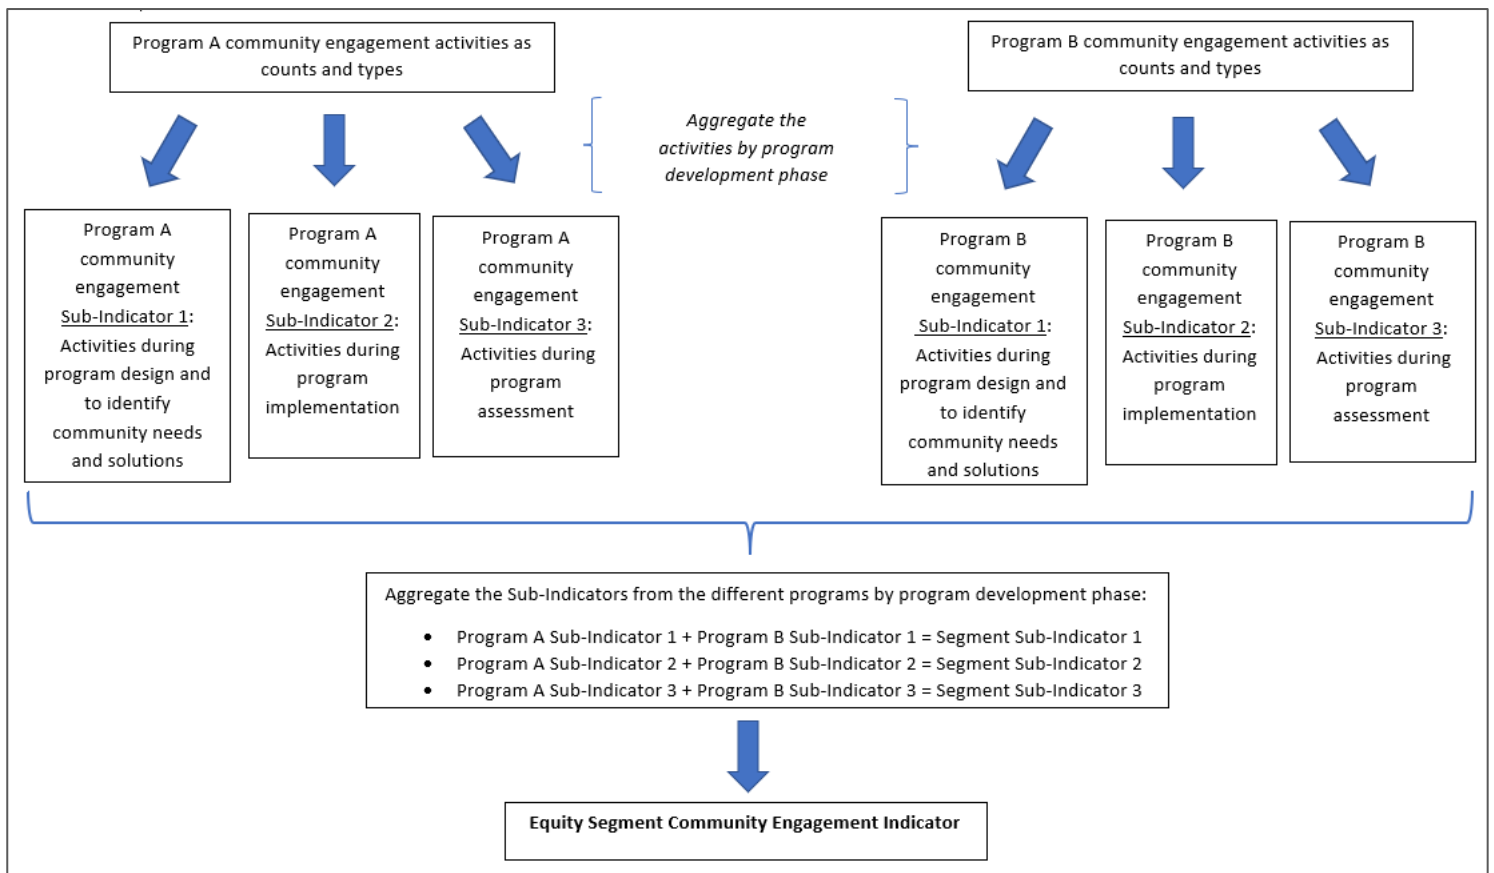 Program A community engagement activities as
counts and types
Program B community engagement activities as
counts and types
Aggregate the
activities by program
development phase
Program A
community
engagement
Sub-Indicator 1:
Activities during
program design and
to identify
community needs
and solutions
Program A
community
engagement
Sub-Indicator 2:
Activities during
program
implementation
Program A
community
engagement
Sub-Indicator 3:
Activities during
program
assessment
Program B
community
engagement
Sub-Indicator 1:
Activities during
program design and
to identify
community needs
and solutions
Program B
community
engagement
Sub-Indicator 2:
Activities during
program
implementation
Program B
community
engagement
Sub-Indicator 3:
Activities during
program
assessment
Aggregate the Sub-Indicators from the different programs by program development phase:
• Program A Sub-Indicator 1 + Program B Sub-Indicator 1 = Segment Sub-Indicator 1
• Program A Sub-Indicator 2 + Program B Sub-Indicator 2 = Segment Sub-Indicator 2
• Program A Sub-Indicator 3 + Program B Sub-Indicator 3 = Segment Sub-Indicator 3
Equity Segment Community Engagement Indicator